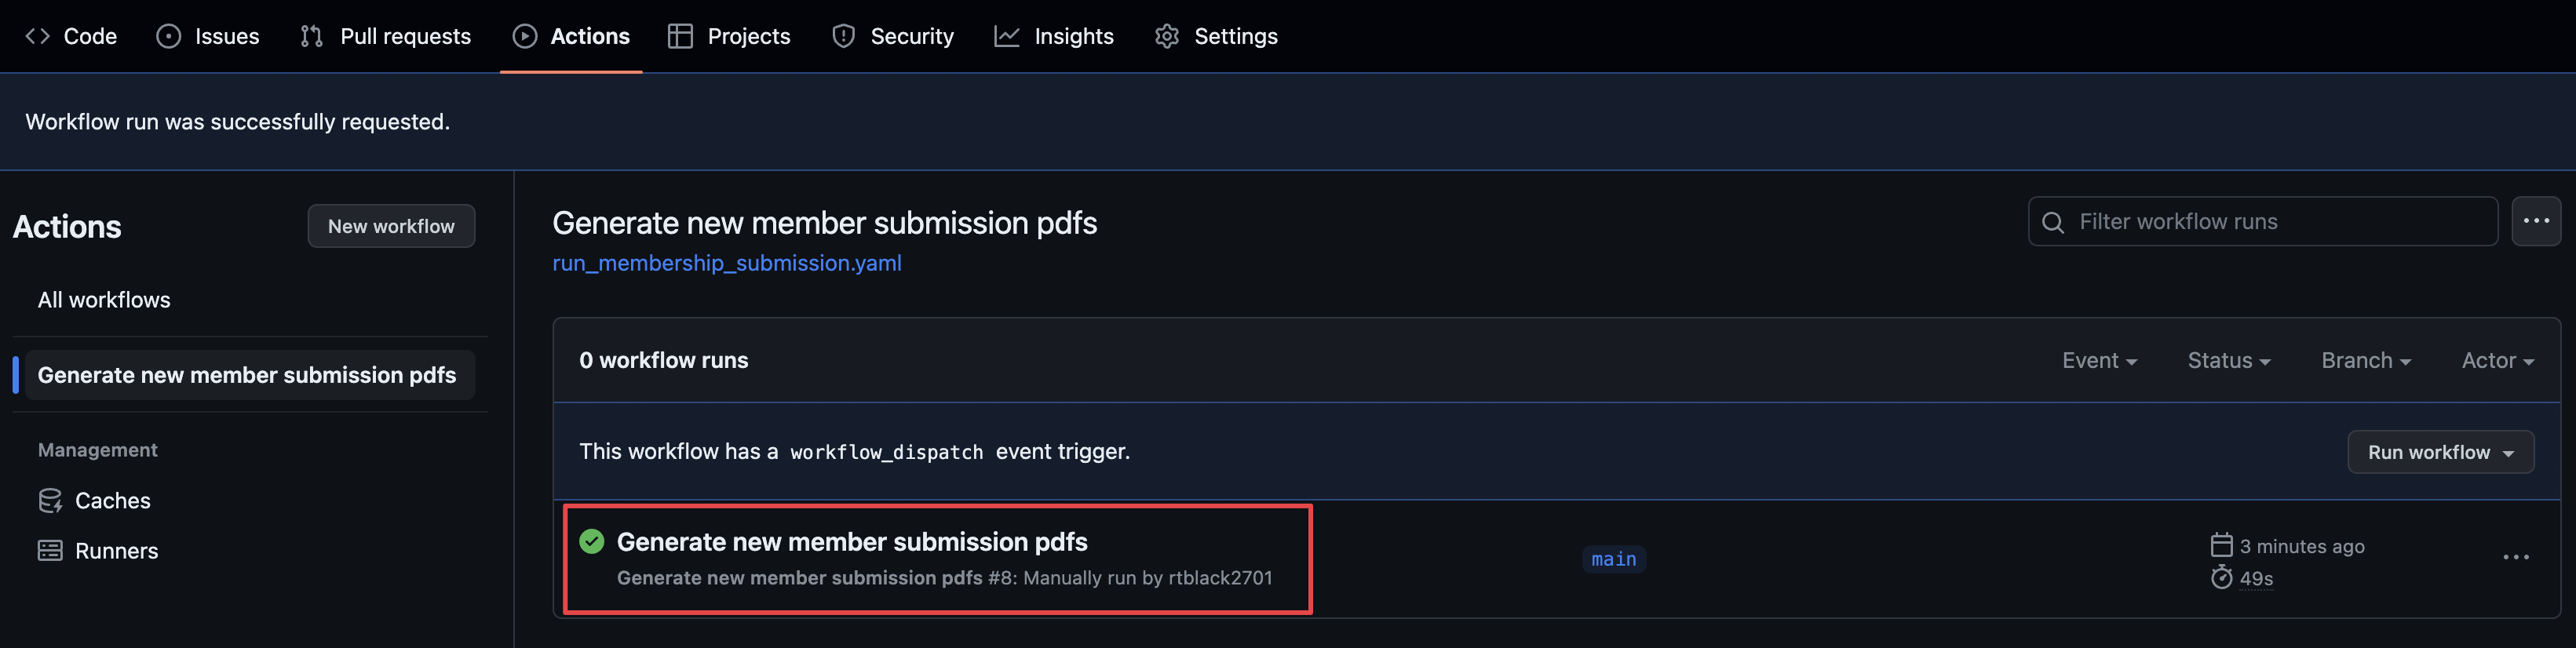 Code Issues Pull requests Actions Projects Security Insights Settings
Workflow run was successfully requested.
Actions
New workflow
All workflows
Generate new member submission pdfs
Management
Caches
Runners
Generate new member submission pdfs
run_membership_submission.yaml
Filter workflow runs
0 workflow runs
Event Status Branch Actor
This workflow has a workflow_dispatch event trigger.
Run workflow
Generate new member submission pdfs
Generate new member submission pdfs #8: Manually run by rtblack2701
main
3 minutes ago
49s